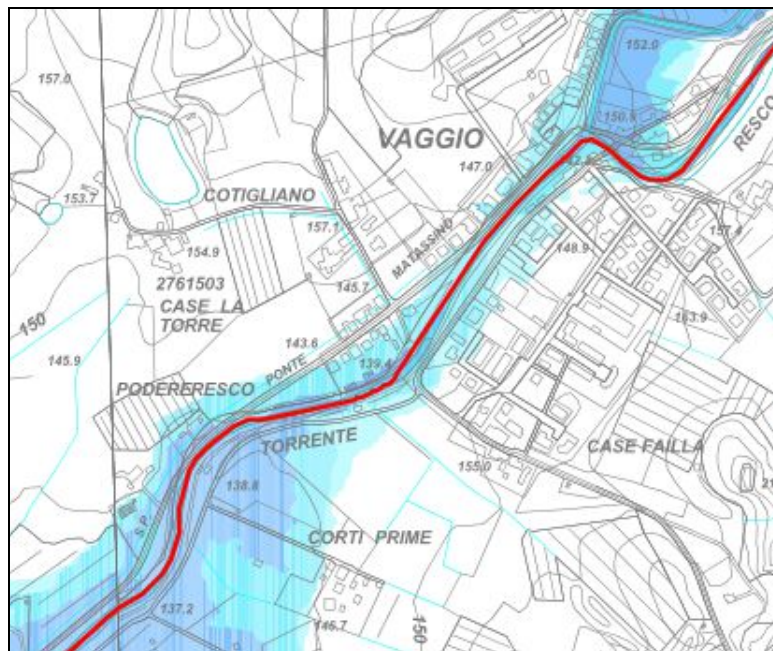 152.0
157.0
150.5
RESCO
VAGGIO
147.0
COTIGLIANO
153.7
157.1
MATASSINO
157.4
154.9
148.9
2761503
CASE LA
TORRE
145.7
150
143.6
163.9
145.9
PONTE
139.4
PODERERESCO
TORRENTE
CASE FAILLA
155.0
138.8
S.P.
CORTI PRIME
137.2
146.7
150